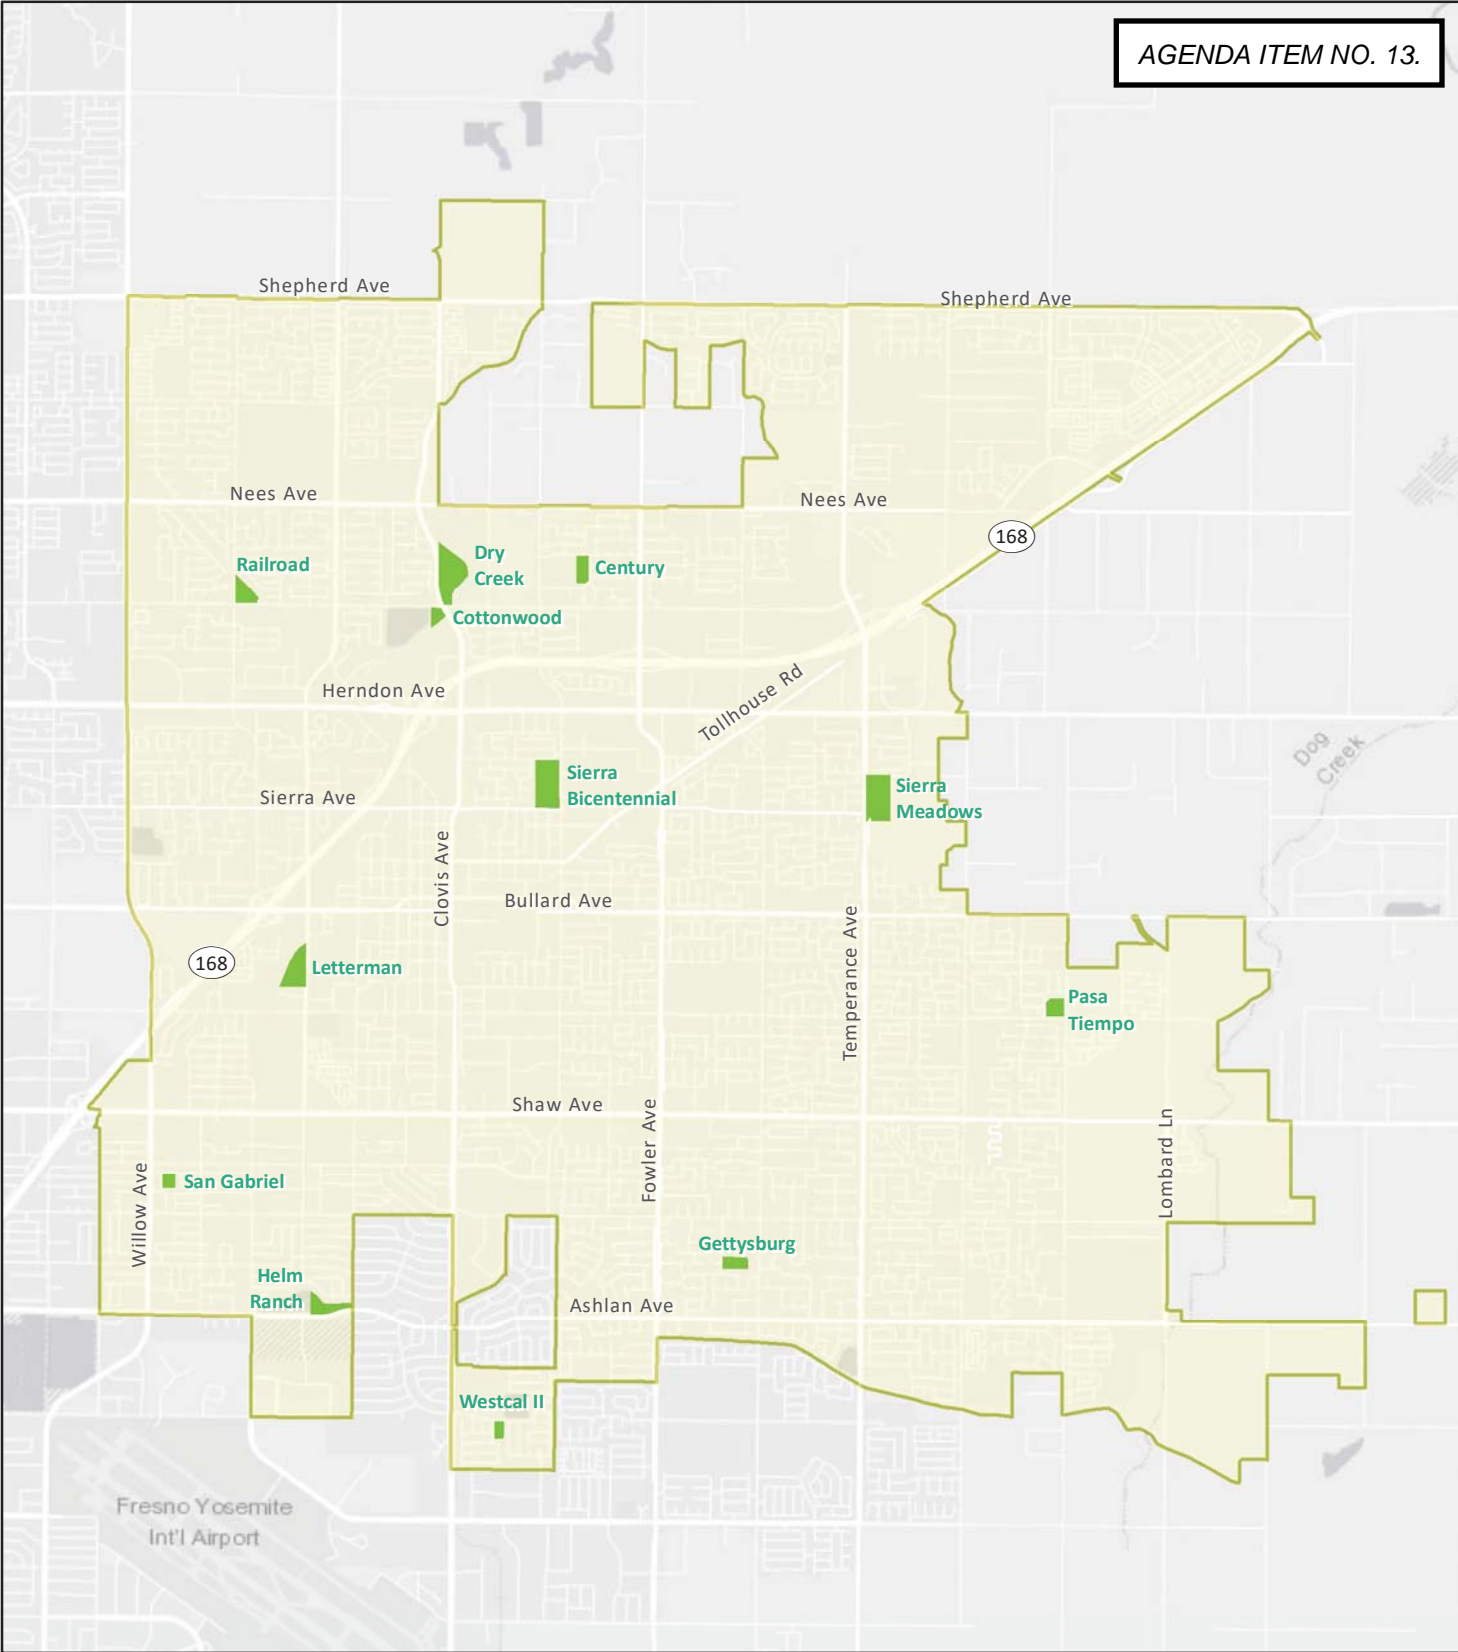 AGENDA ITEM NO. 13.
Shepherd Ave
Shepherd Ave
Nees Ave
Nees Ave
168
Railroad
Dry
Creek
Century
Cottonwood
Herndon Ave
Tollhouse Rd
Dog
Creek
Sierra
Bicentennial
Sierra
Meadows
Sierra Ave
Clovis Ave
Bullard Ave
Temperance Ave
168
Letterman
Pasa
Tiempo
Shaw Ave
Fowler Ave
Lombard Ln
Willow Ave
San Gabriel
Gettysburg
Helm
Ranch
Ashlan Ave
Westcal II
Fresno Yosemite
Int'l Airport